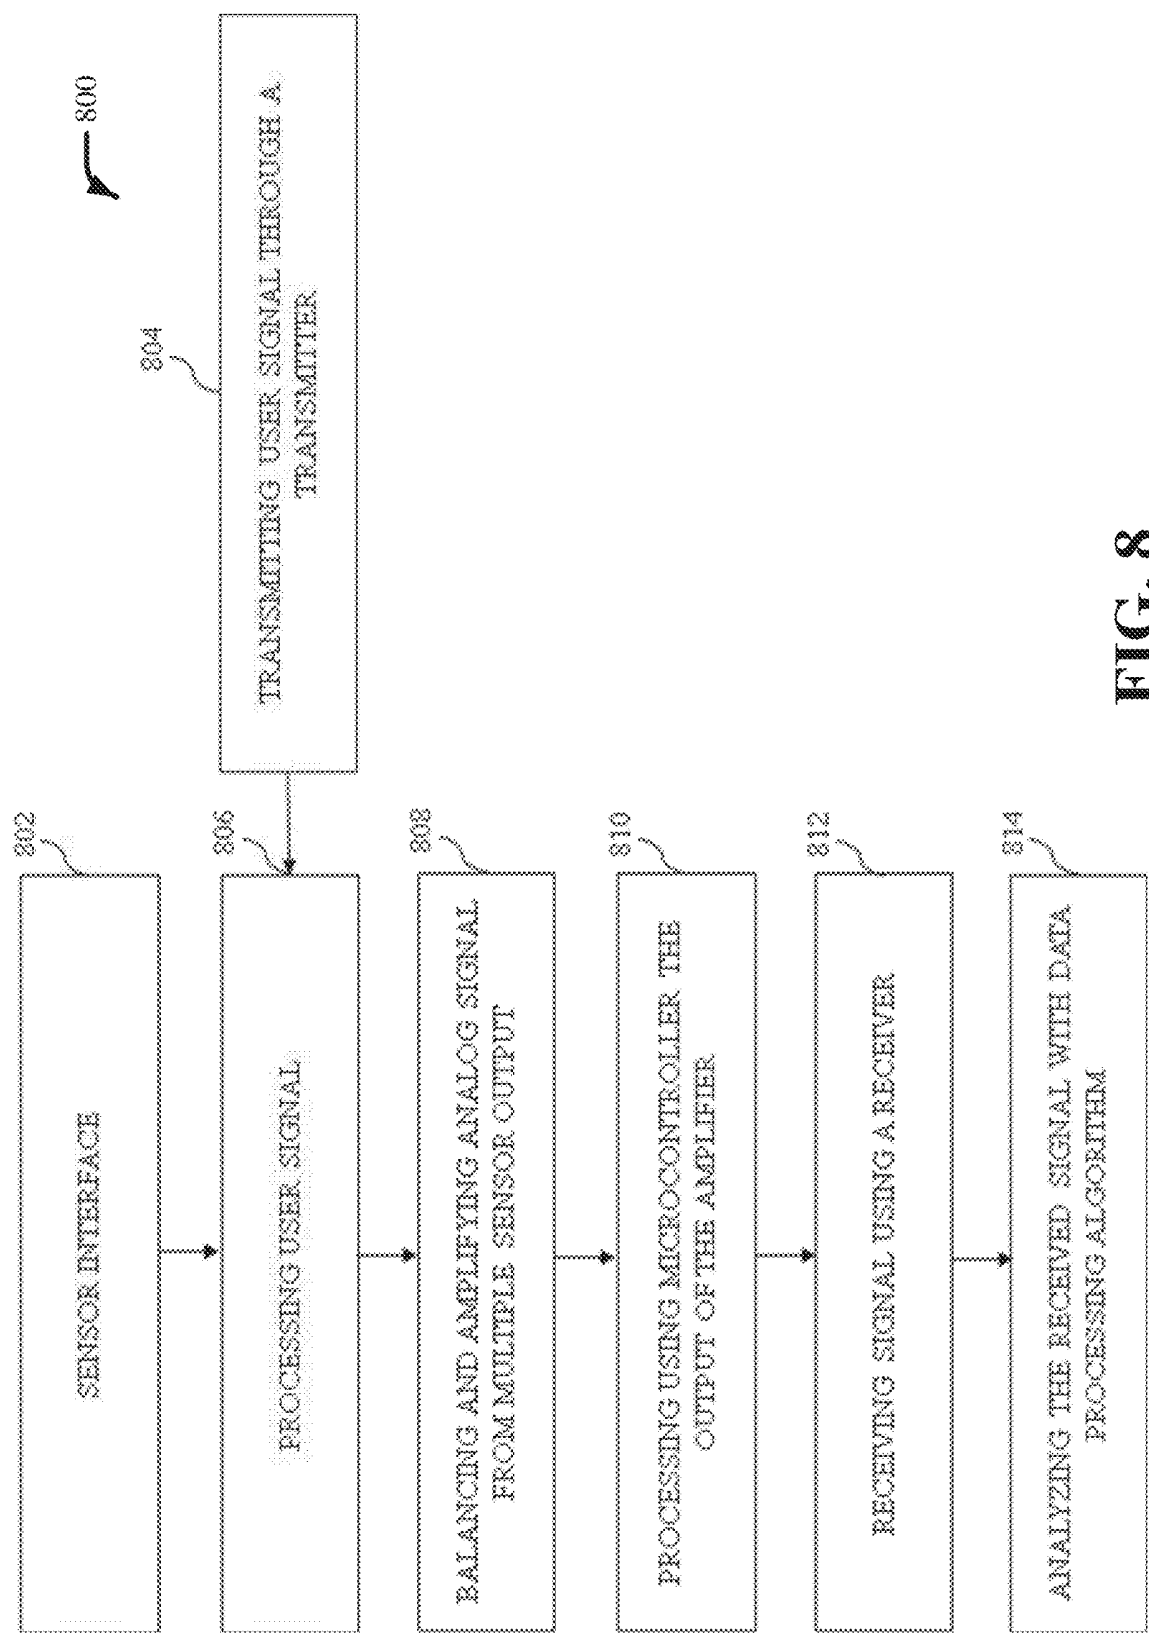 800
802
SENSOR INTERFACE
804
TRANSMITING USER SIGNAL THROUGH A
TRANSMITTER
806
PROCESSING USER SIGNAL
808
BALANCING AND AMPLIFYING ANALOG SIGNAL
FROM MULTIPLE SENSOR OUTPUT
810
PROCESSING USING MICROCONTROLLER THE
OUTPUT OF THE AMPLIFIER
812
RECEIVING SIGNAL USING A RECEIVER
814
ANALYZING THE RECEIVED SIGNAL WITH DATA
PROCESSING ALGORITHM
FIG. 8